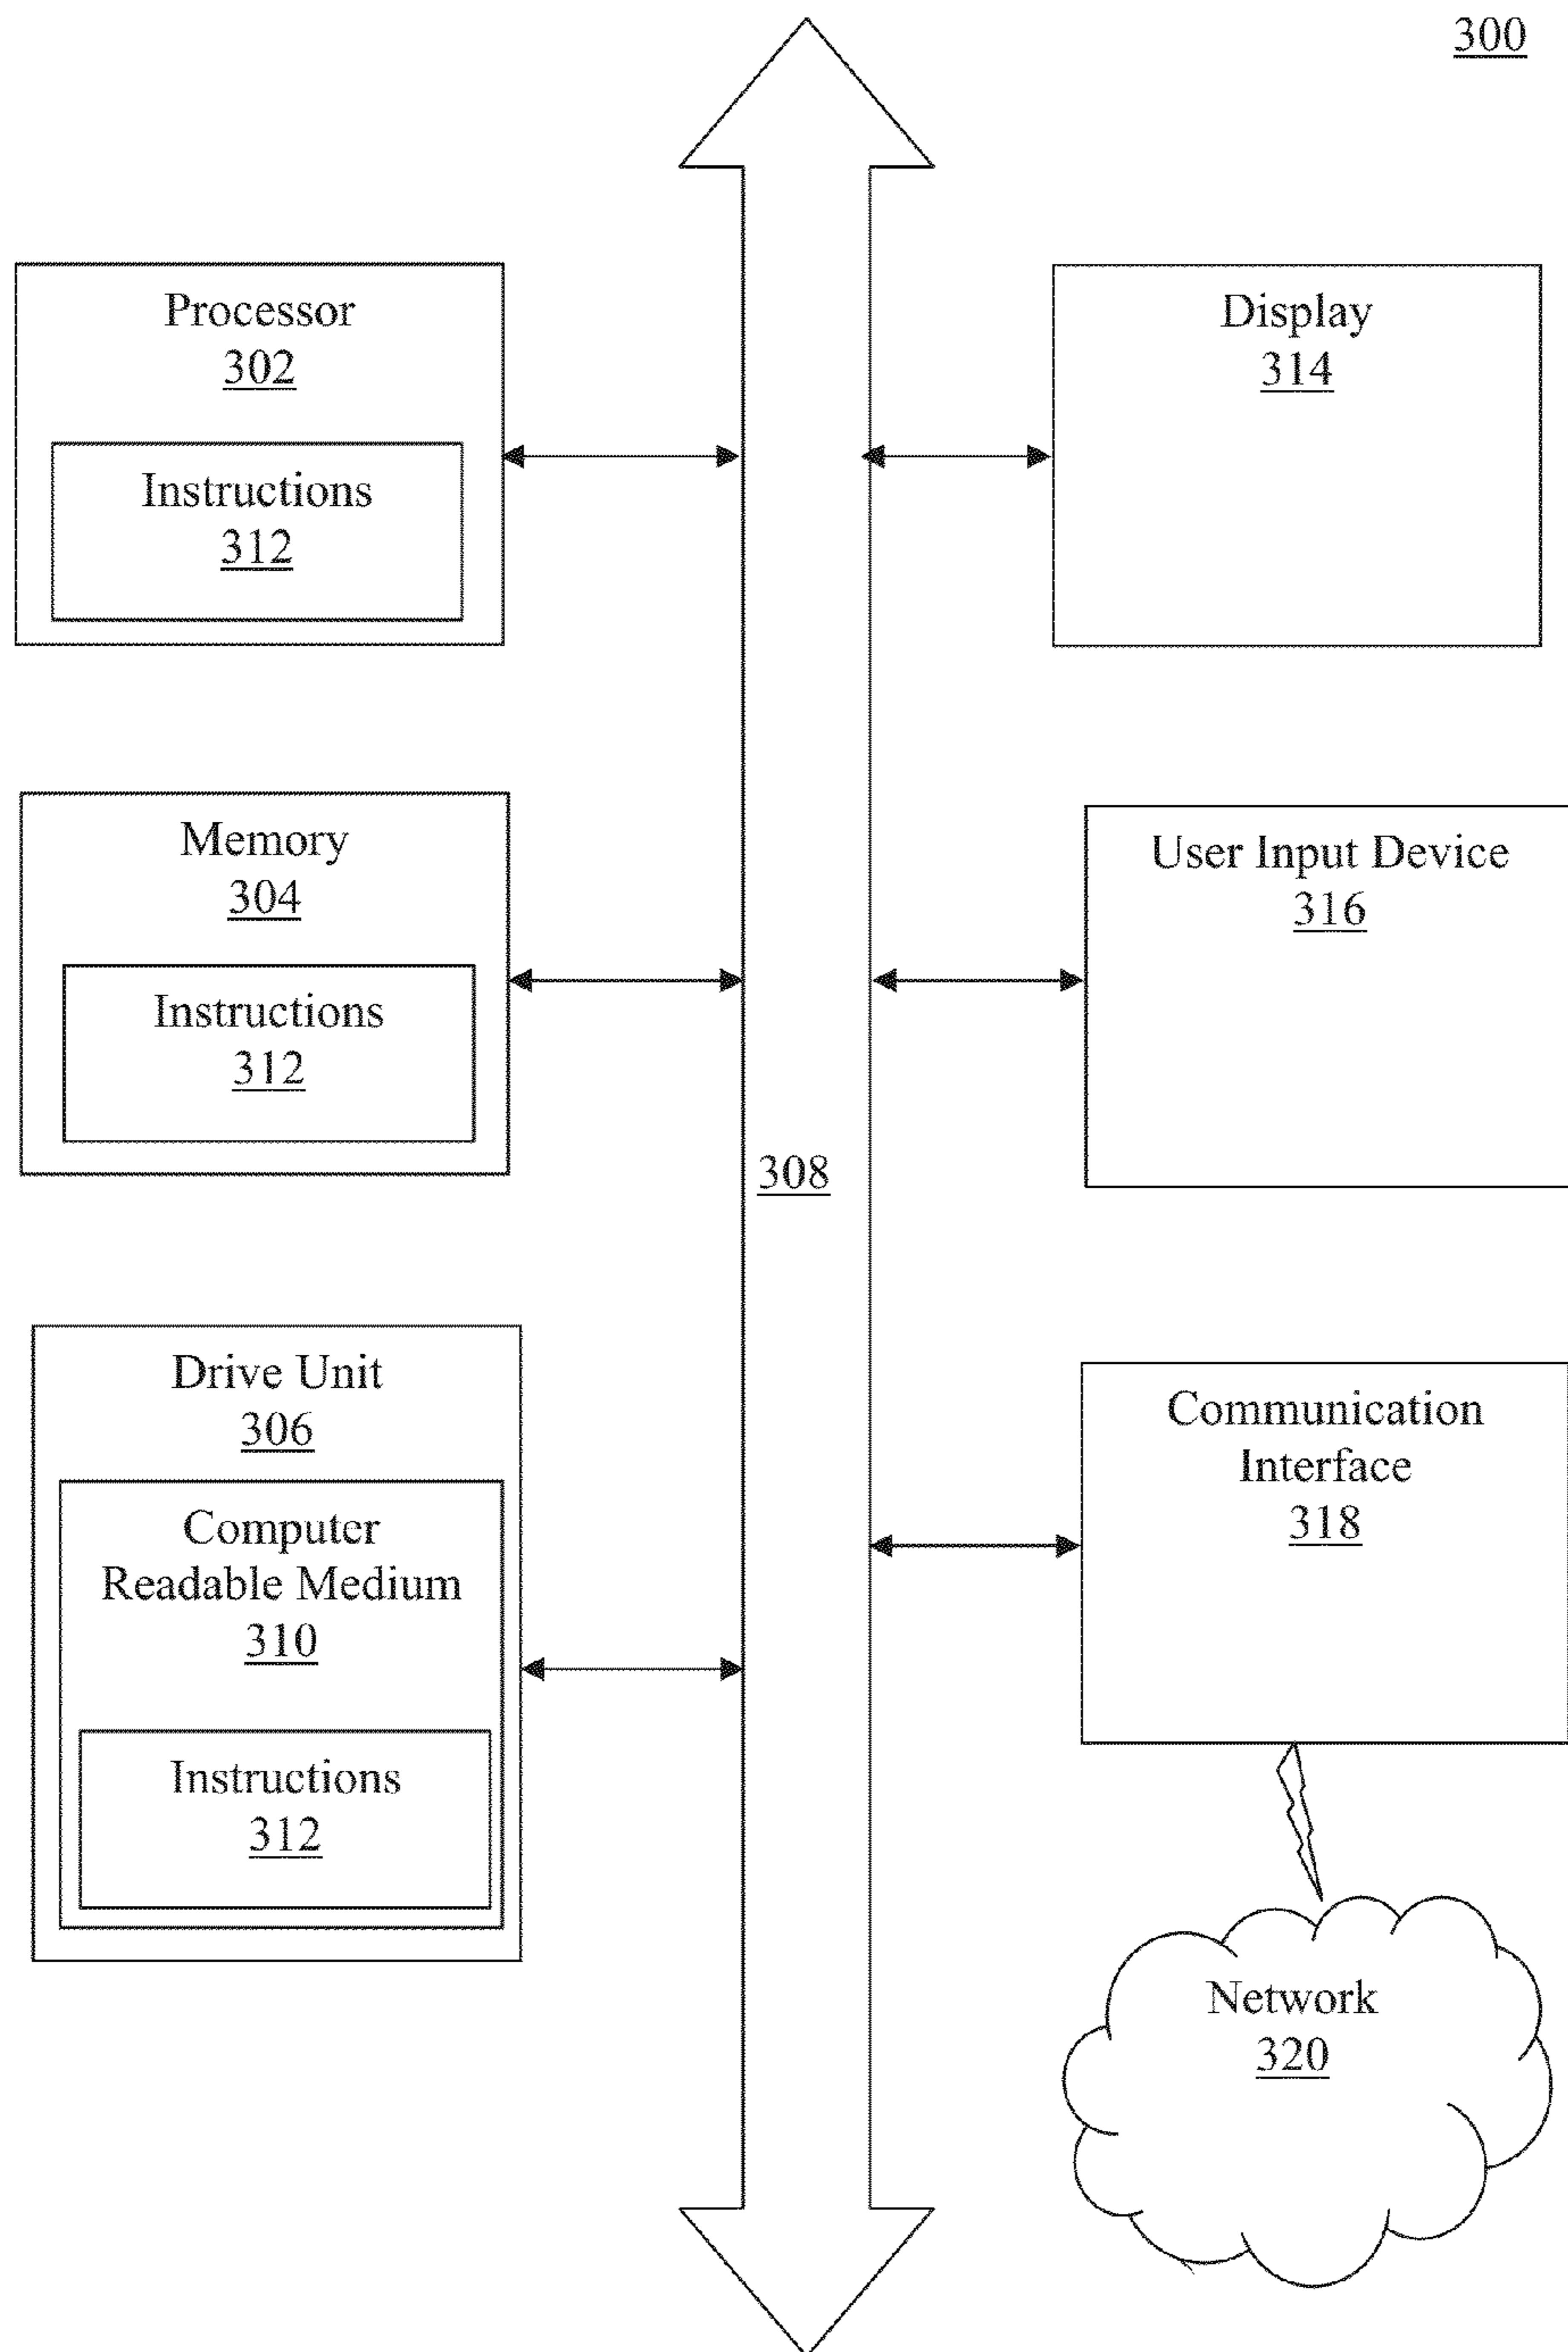 300
Processor
302
Instructions
312
Memory
304
Instructions
312
Drive Unit
306
Computer
Readable Medium
310
Instructions
312
308
Display
314
User Input Device
316
Communication
Interface
318
Network
320